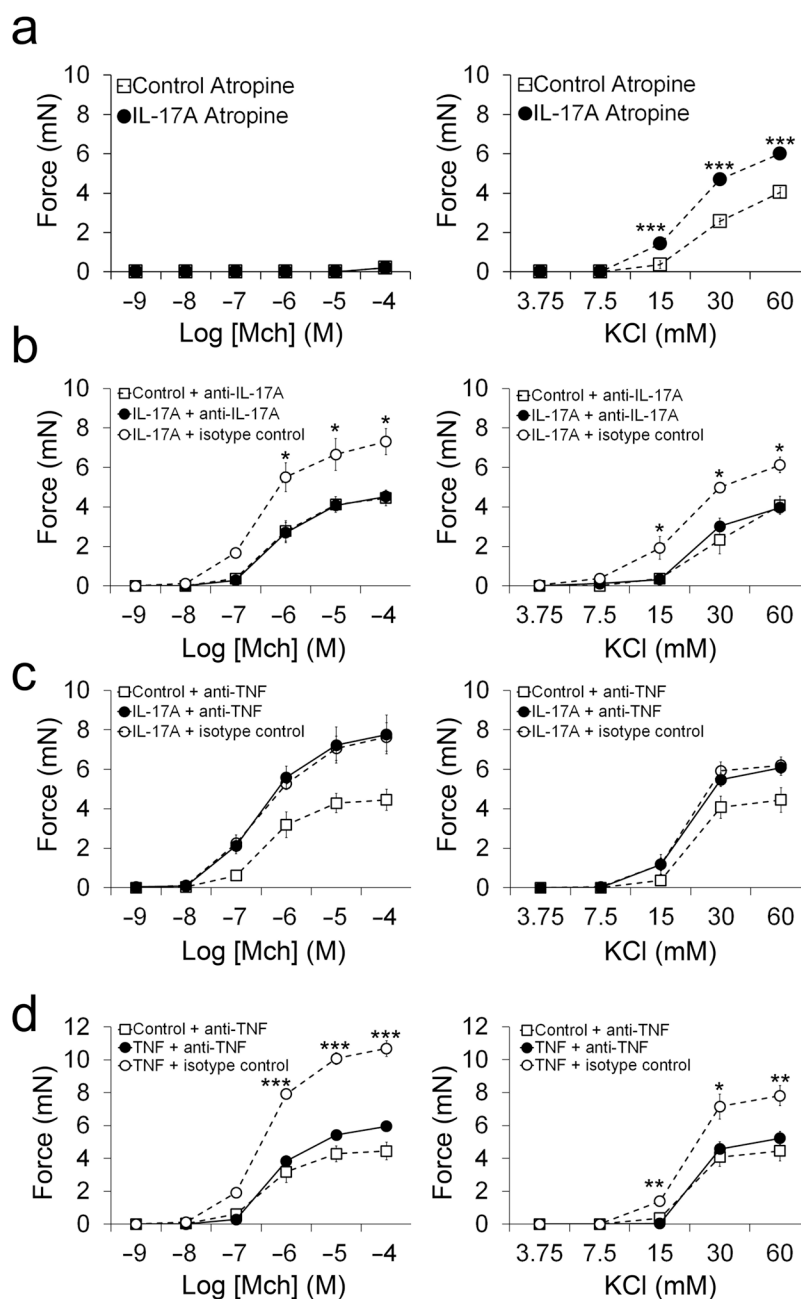 a
10
8
6
4
2
0
Force (mN)
Control Atropine
IL-17A Atropine
-9 -8 -7 -6 -5 -4
Log [Mch] (M)
10
8
6
4
2
0
Force (mN)
Control Atropine
IL-17A Atropine
***
***
***
3.75 7.5 15 30 60
KCl (mM)
b
10
8
6
4
2
0
Force (mN)
Control + anti-IL-17A
IL-17A + anti-IL-17A
IL-17A + isotype control
*
*
*
-9 -8 -7 -6 -5 -4
Log [Mch] (M)
10
8
6
4
2
0
Force (mN)
Control + anti-IL-17A
IL-17A + anti-IL-17A
IL-17A + isotype control
*
*
*
3.75 7.5 15 30 60
KCl (mM)
c
10
8
6
4
2
0
Force (mN)
Control + anti-TNF
IL-17A + anti-TNF
IL-17A + isotype control
-9 -8 -7 -6 -5 -4
Log [Mch] (M)
10
8
6
4
2
0
Force (mN)
Control + anti-TNF
IL-17A + anti-TNF
IL-17A + isotype control
3.75 7.5 15 30 60
KCl (mM)
d
12
10
8
6
4
2
0
Force (mN)
Control + anti-TNF
TNF + anti-TNF
TNF + isotype control
***
***
***
-9 -8 -7 -6 -5 -4
Log [Mch] (M)
12
10
8
6
4
2
0
Force (mN)
Control + anti-TNF
TNF + anti-TNF
TNF + isotype control
**
*
**
3.75 7.5 15 30 60
KCl (mM)